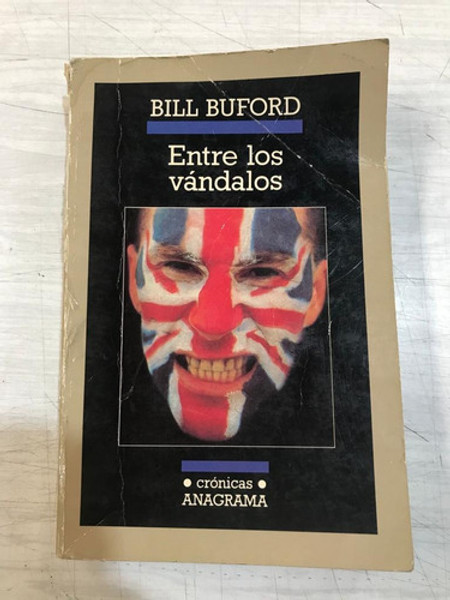 BILL BUFORD
Entre los
vándalos
• crónicas •
ANAGRAMA